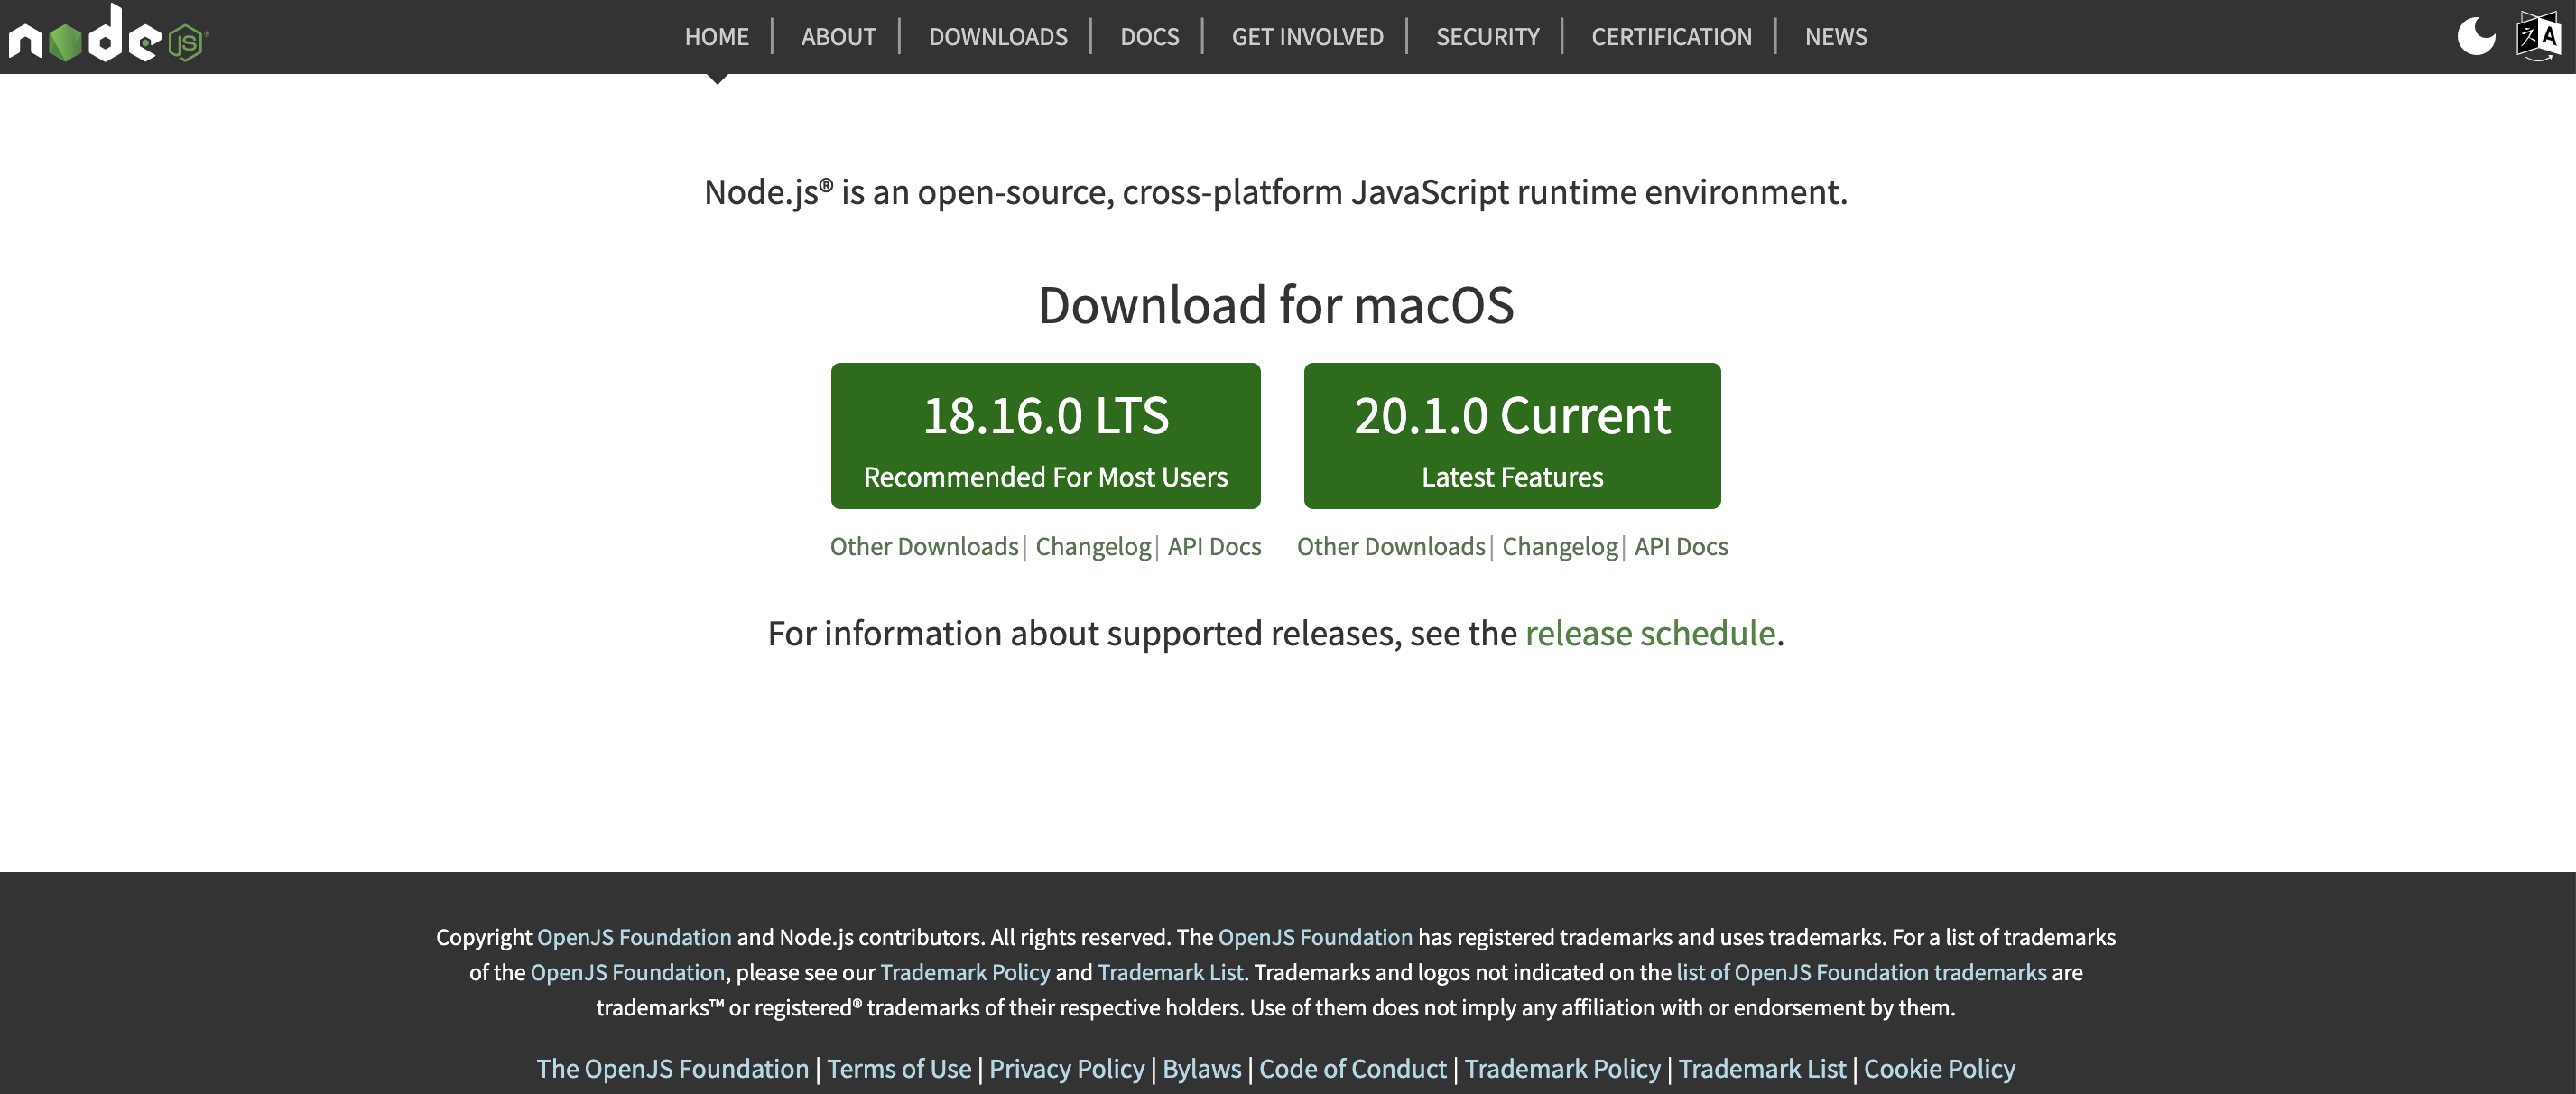 node JS®
HOME | ABOUT | DOWNLOADS | DOCS | GET INVOLVED | SECURITY | CERTIFICATION | NEWS
Node.js® is an open-source, cross-platform JavaScript runtime environment.
Download for macOS
18.16.0 LTS
Recommended For Most Users
20.1.0 Current
Latest Features
Other Downloads | Changelog | API Docs
Other Downloads | Changelog | API Docs
For information about supported releases, see the release schedule.
Copyright OpenJS Foundation and Node.js contributors. All rights reserved. The OpenJS Foundation has registered trademarks and uses trademarks. For a list of trademarks
of the OpenJS Foundation, please see our Trademark Policy and Trademark List. Trademarks and logos not indicated on the list of OpenJS Foundation trademarks are
trademarks™ or registered® trademarks of their respective holders. Use of them does not imply any affiliation with or endorsement by them.
The OpenJS Foundation | Terms of Use | Privacy Policy | Bylaws | Code of Conduct | Trademark Policy | Trademark List | Cookie Policy